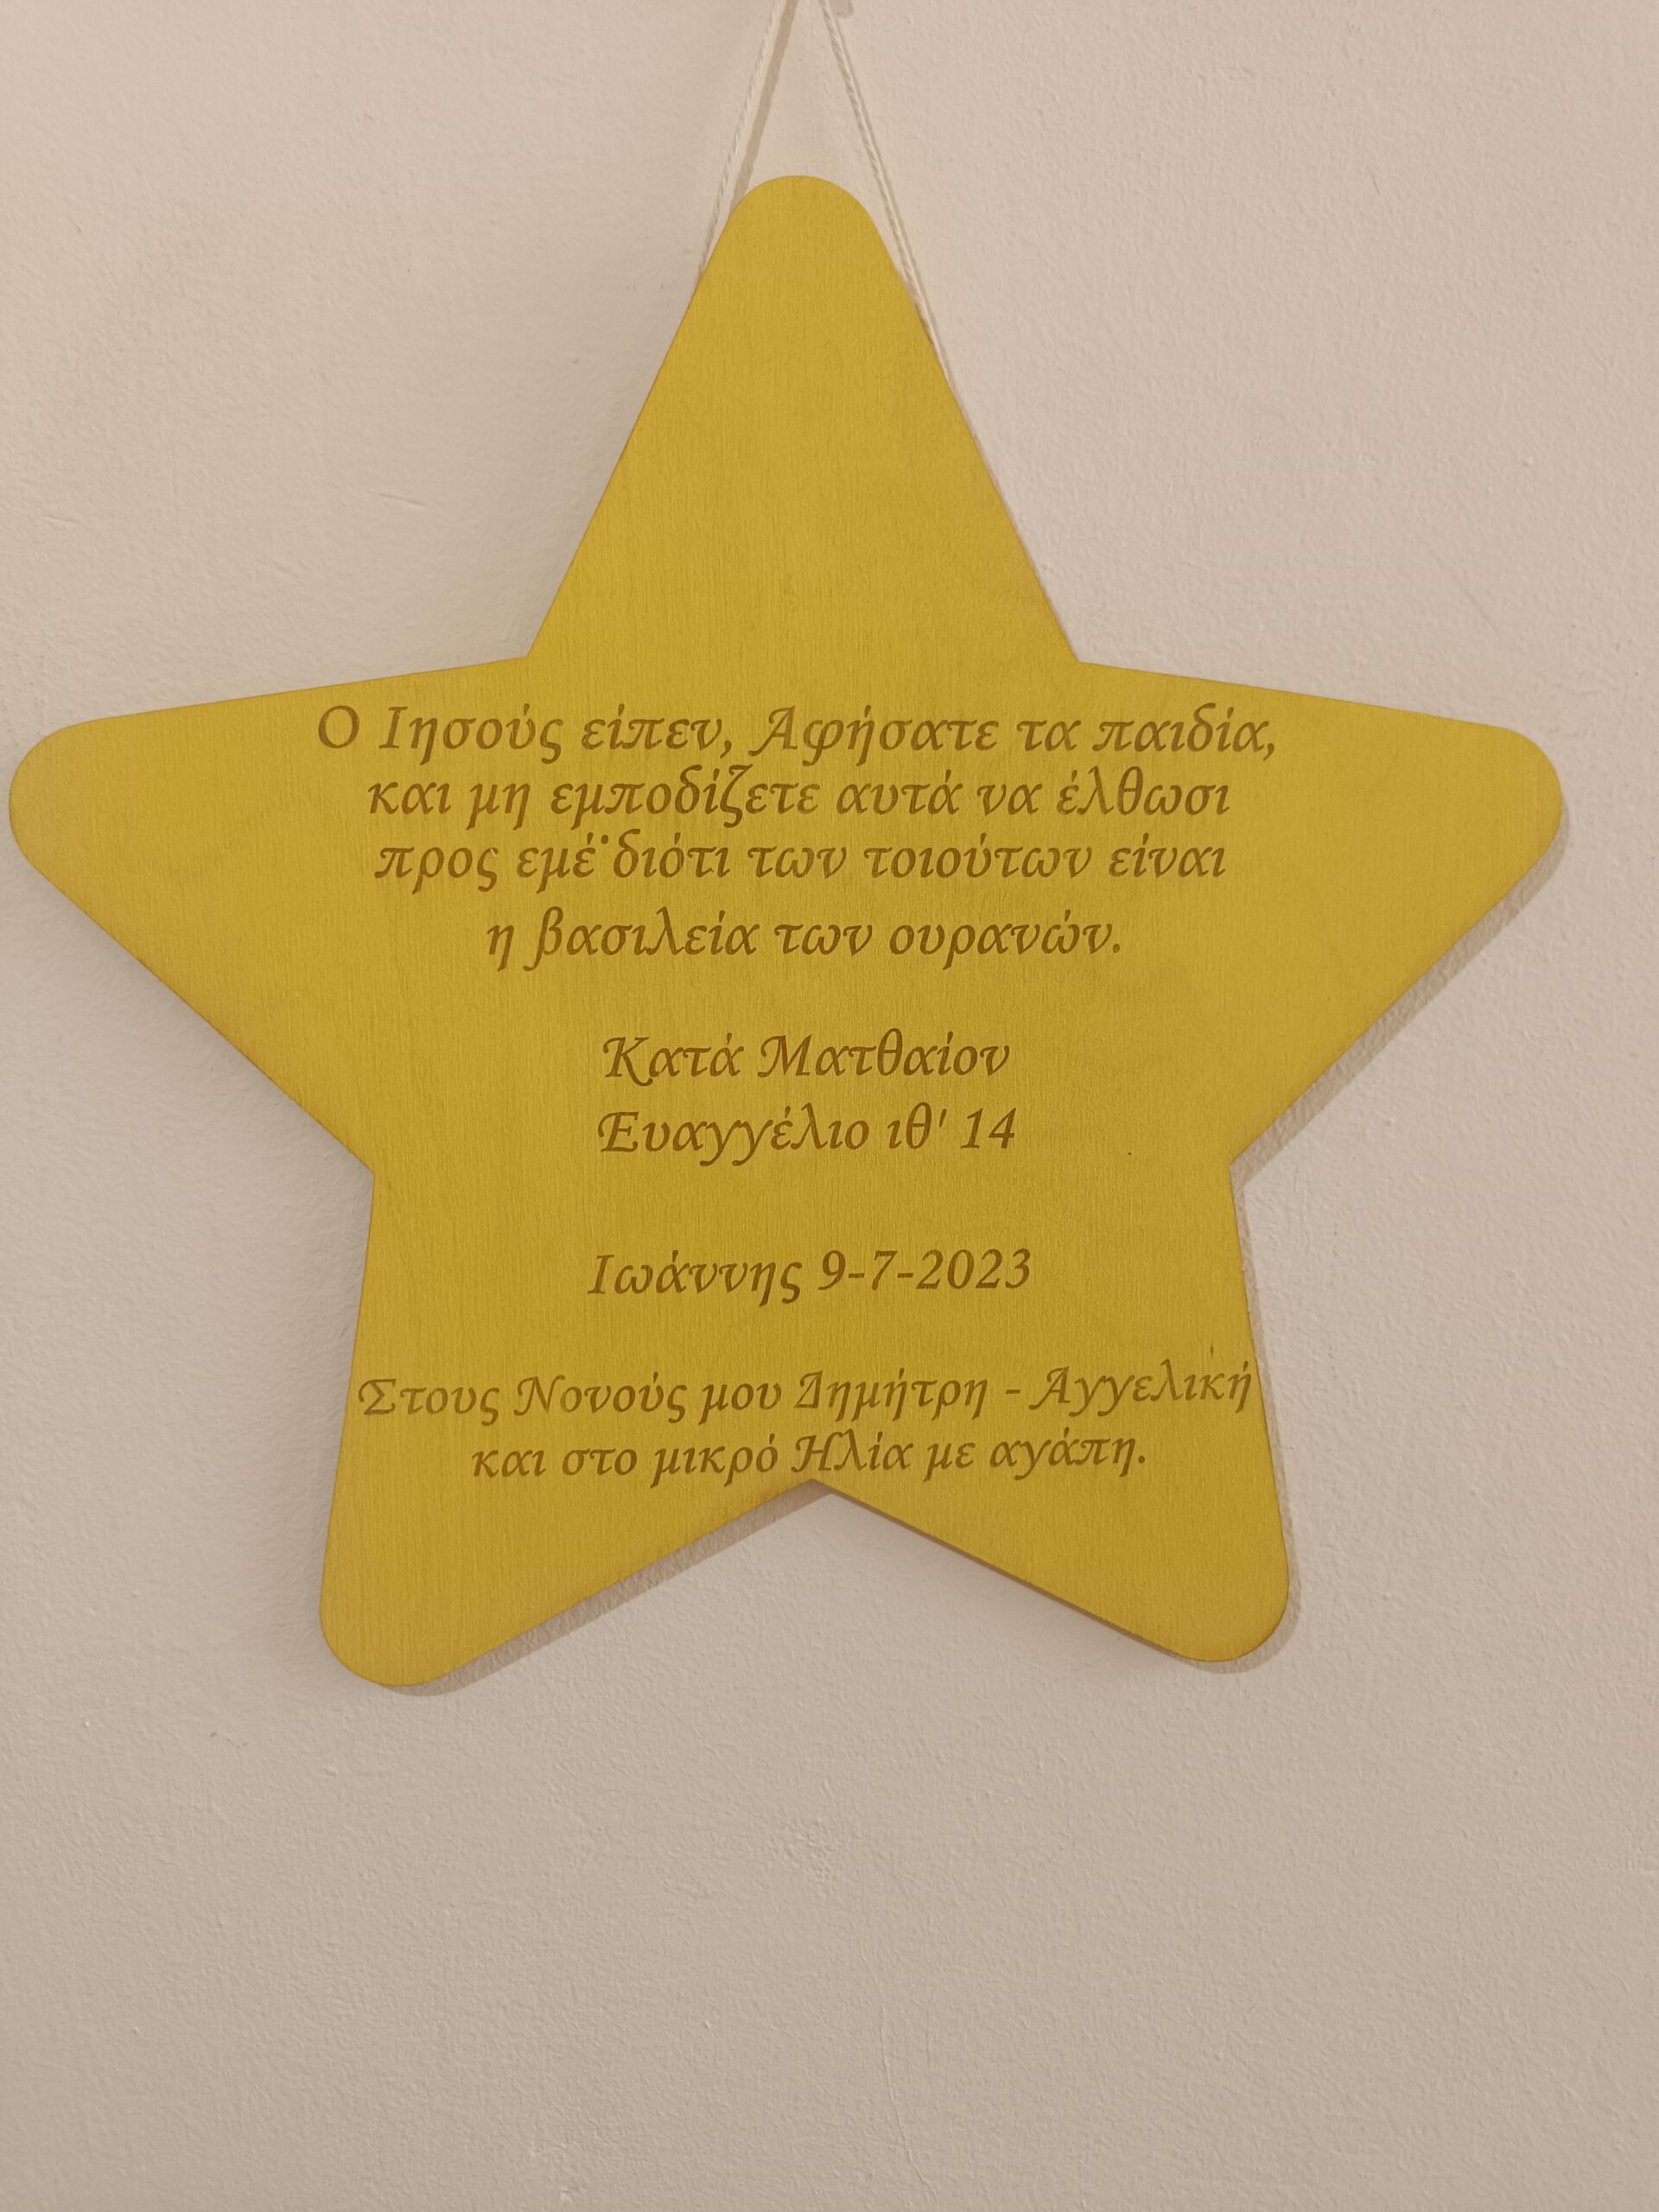 Ο Ιησούς είπεν, Αφήσατε τα παιδία,
και μη εμποδίζετε αυτά να έλθωσι
προς εμέ˙διότι των τοιούτων είναι
η βασιλεία των ουρανών.
Κατά Ματθαίον
Ευαγγέλιο ιθ' 14
Ιωάννης 9-7-2023
Στους Νονούς μου Δημήτρη - Αγγελική
και στο μικρό Ηλία με αγάπη.